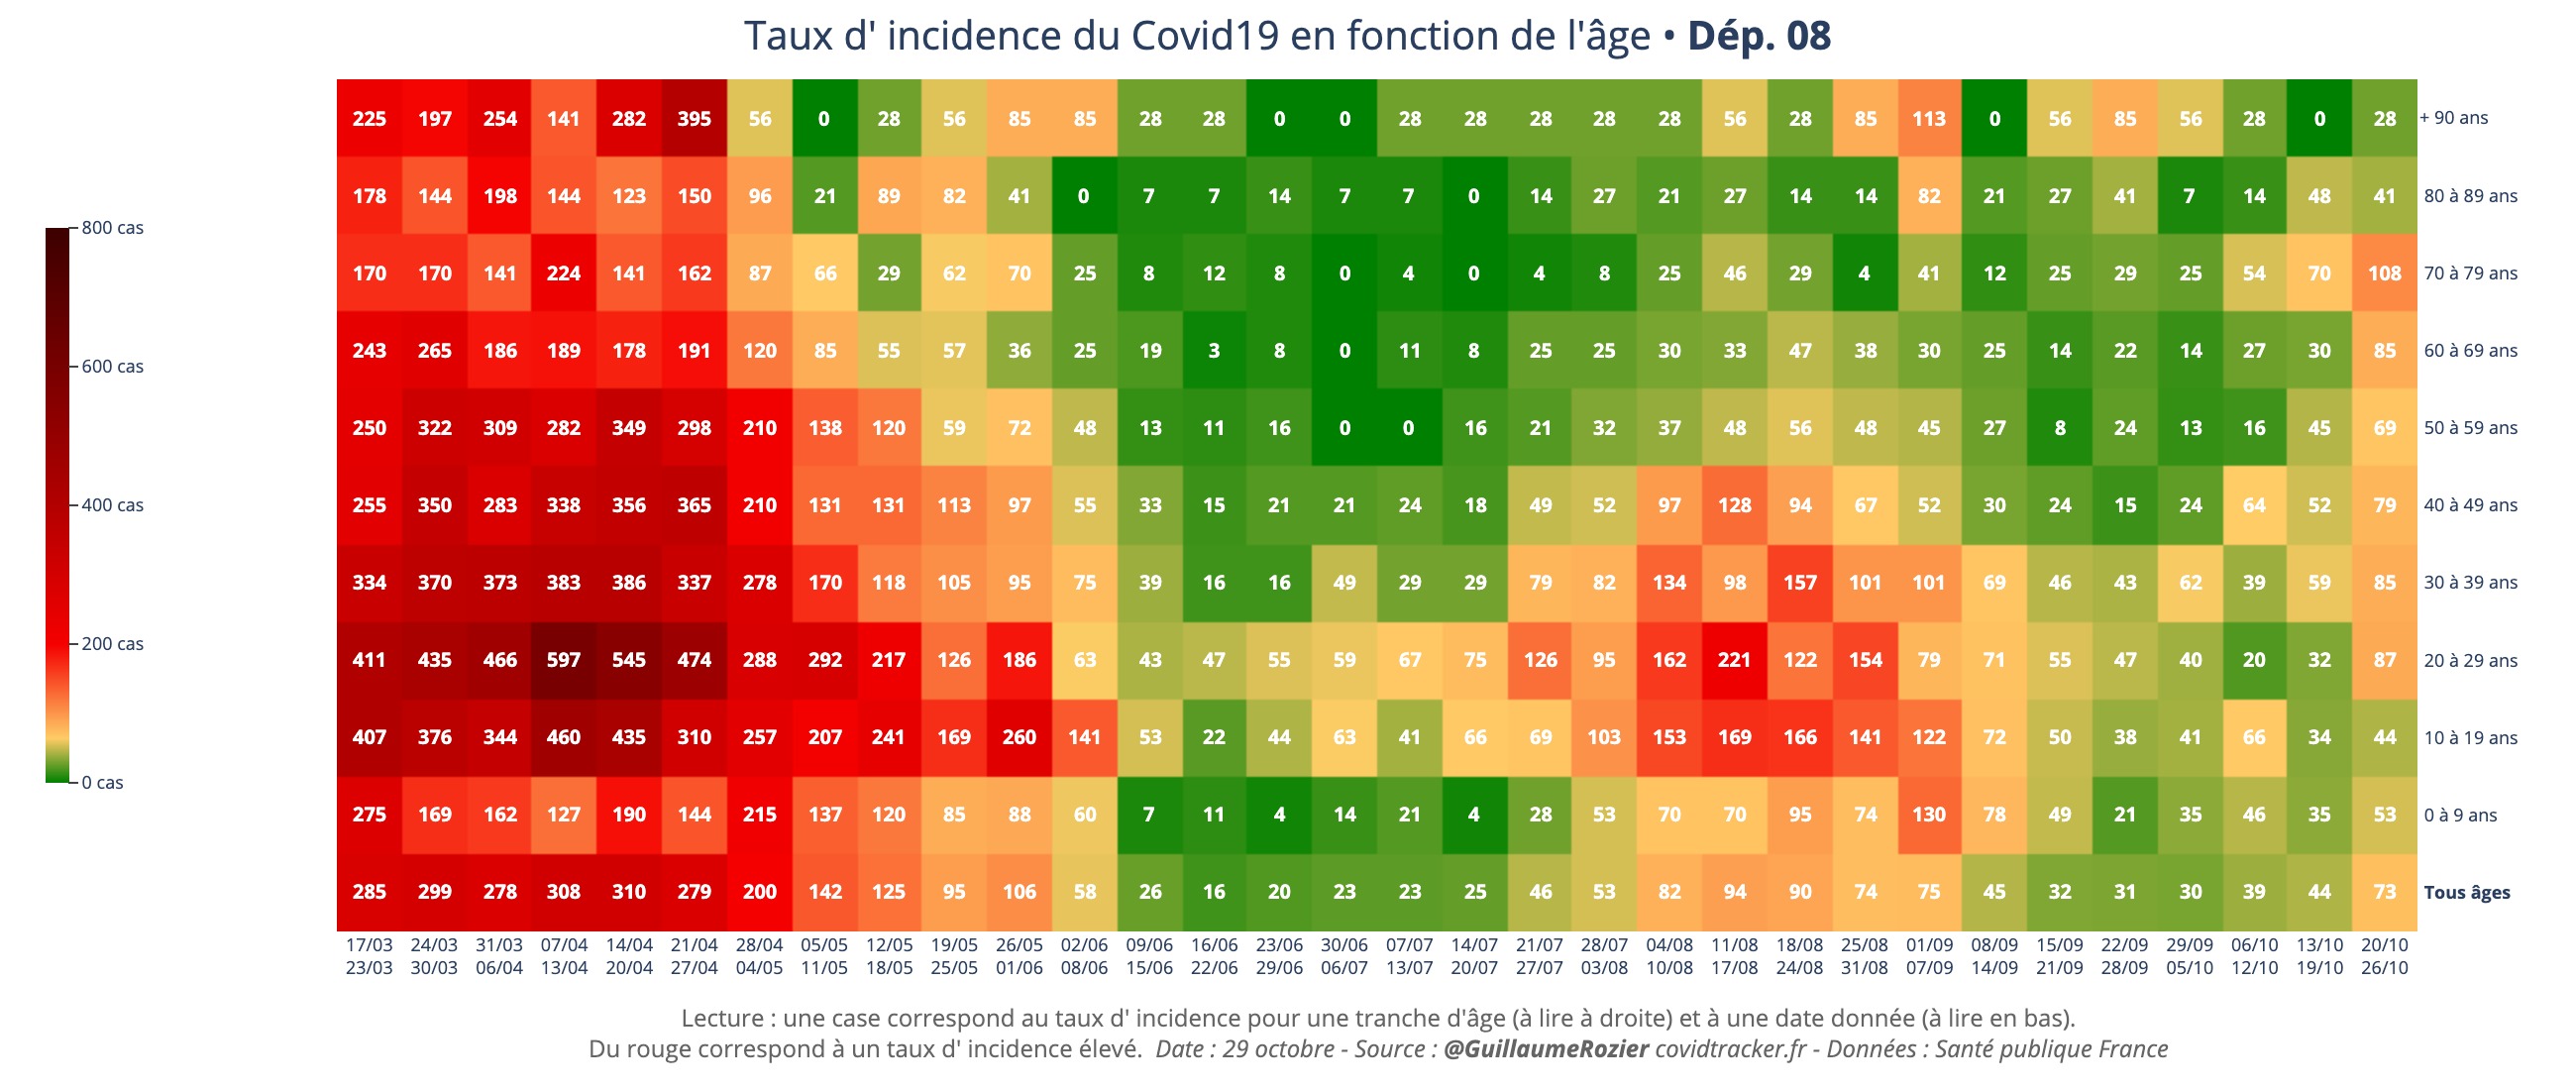 Taux d' incidence du Covid19 en fonction de l'âge • Dép. 08
225 197 254 141 282 395 56 0 28 56 85 85 28 28 0 0 28 28 28 28 28 56 28 85 113 0 56 85 56 28 0 28 + 90 ans
178 144 198 144 123 150 96 21 89 82 41 0 7 7 14 7 7 0 14 27 21 27 14 14 82 21 27 41 7 14 48 41 80 à 89 ans
800 cas
170 170 141 224 141 162 87 66 29 62 70 25 8 12 8 0 4 0 4 8 25 46 29 4 41 12 25 29 25 54 70 108 70 à 79 ans
243 265 186 189 178 191 120 85 55 57 36 25 19 3 8 0 11 8 25 25 30 33 47 38 30 25 14 22 14 27 30 85 60 à 69 ans
600 cas
250 322 309 282 349 298 210 138 120 59 72 48 13 11 16 0 0 16 21 32 37 48 56 48 45 27 8 24 13 16 45 69 50 à 59 ans
400 cas
255 350 283 338 356 365 210 131 131 113 97 55 33 15 21 21 24 18 49 52 97 128 94 67 52 30 24 15 24 64 52 79 40 à 49 ans
334 370 373 383 386 337 278 170 118 105 95 75 39 16 16 49 29 29 79 82 134 98 157 101 101 69 46 43 62 39 59 85 30 à 39 ans
200 cas
411 435 466 597 545 474 288 292 217 126 186 63 43 47 55 59 67 75 126 95 162 221 122 154 79 71 55 47 40 20 32 87 20 à 29 ans
407 376 344 460 435 310 257 207 241 169 260 141 53 22 44 63 41 66 69 103 153 169 166 141 122 72 50 38 41 66 34 44 10 à 19 ans
0 cas
275 169 162 127 190 144 215 137 120 85 88 60 7 11 4 14 21 4 28 53 70 70 95 74 130 78 49 21 35 46 35 53 0 à 9 ans
285 299 278 308 310 279 200 142 125 95 106 58 26 16 20 23 23 25 46 53 82 94 90 74 75 45 32 31 30 39 44 73 Tous âges
17/03 24/03 31/03 07/04 14/04 21/04 28/04 05/05 12/05 19/05 26/05 02/06 09/06 16/06 23/06 30/06 07/07 14/07 21/07 28/07 04/08 11/08 18/08 25/08 01/09 08/09 15/09 22/09 29/09 06/10 13/10 20/10
23/03 30/03 06/04 13/04 20/04 27/04 04/05 11/05 18/05 25/05 01/06 08/06 15/06 22/06 29/06 06/07 13/07 20/07 27/07 03/08 10/08 17/08 24/08 31/08 07/09 14/09 21/09 28/09 05/10 12/10 19/10 26/10
Lecture : une case correspond au taux d' incidence pour une tranche d'âge (à lire à droite) et à une date donnée (à lire en bas).
Du rouge correspond à un taux d' incidence élevé. Date : 29 octobre - Source : @GuillaumeRozier covidtracker.fr - Données : Santé publique France